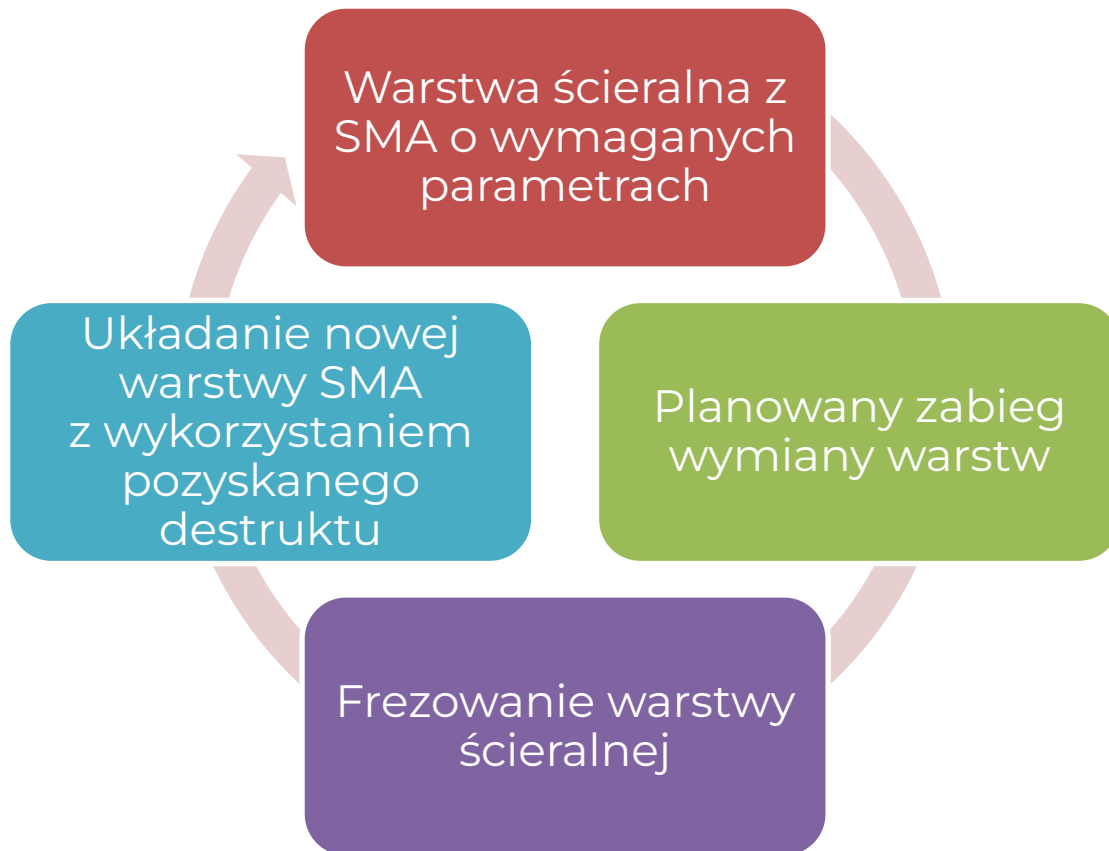 Warstwa ścieralna z
SMA o wymaganych
parametrach
Planowany zabieg
wymiany warstw
Frezowanie warstwy
ścieralnej
Układanie nowej
warstwy SMA
z wykorzystaniem
pozyskanego
destruktu